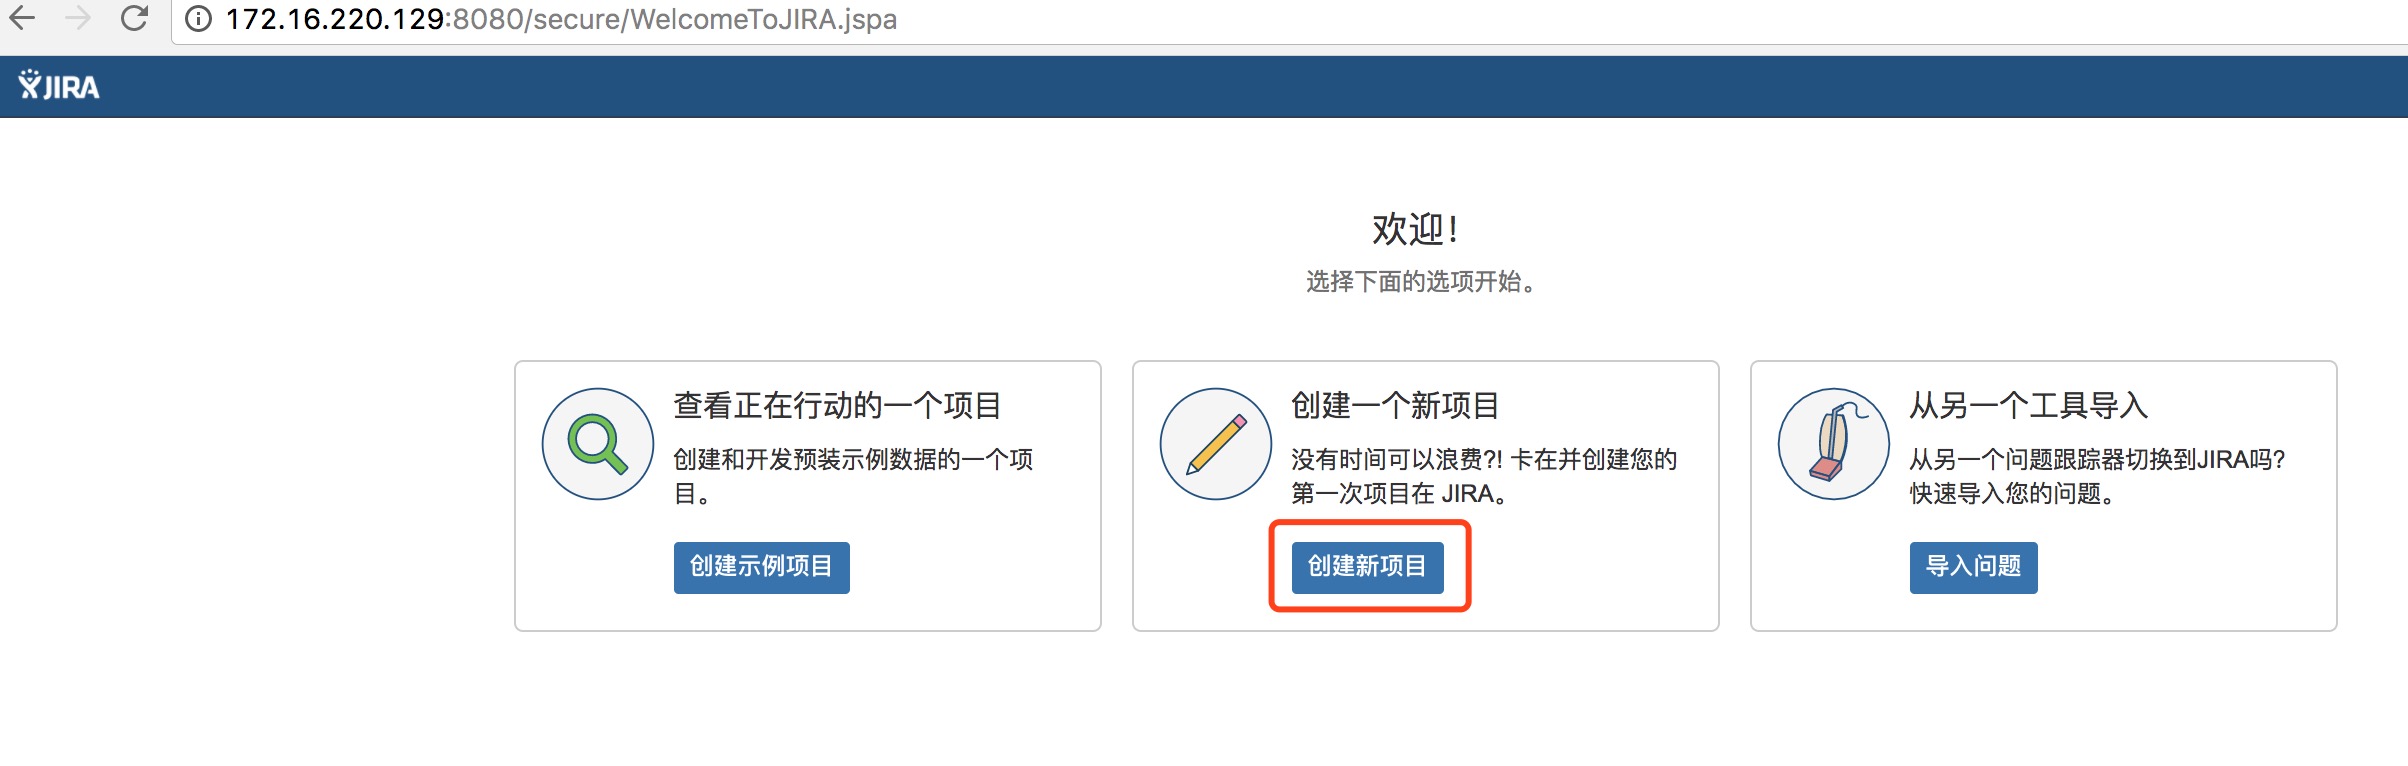 172.16.220.129:8080/secure/WelcomeToJIRA.jspa
JIRA
欢迎!
选择下面的选项开始。
查看正在行动的一个项目
创建和开发预装示例数据的一个项
目。
创建示例项目
创建一个新项目
没有时间可以浪费?! 卡在并创建您的
第一次项目在 JIRA。
创建新项目
从另一个工具导入
从另一个问题跟踪器切换到JIRA吗?
快速导入您的问题。
导入问题